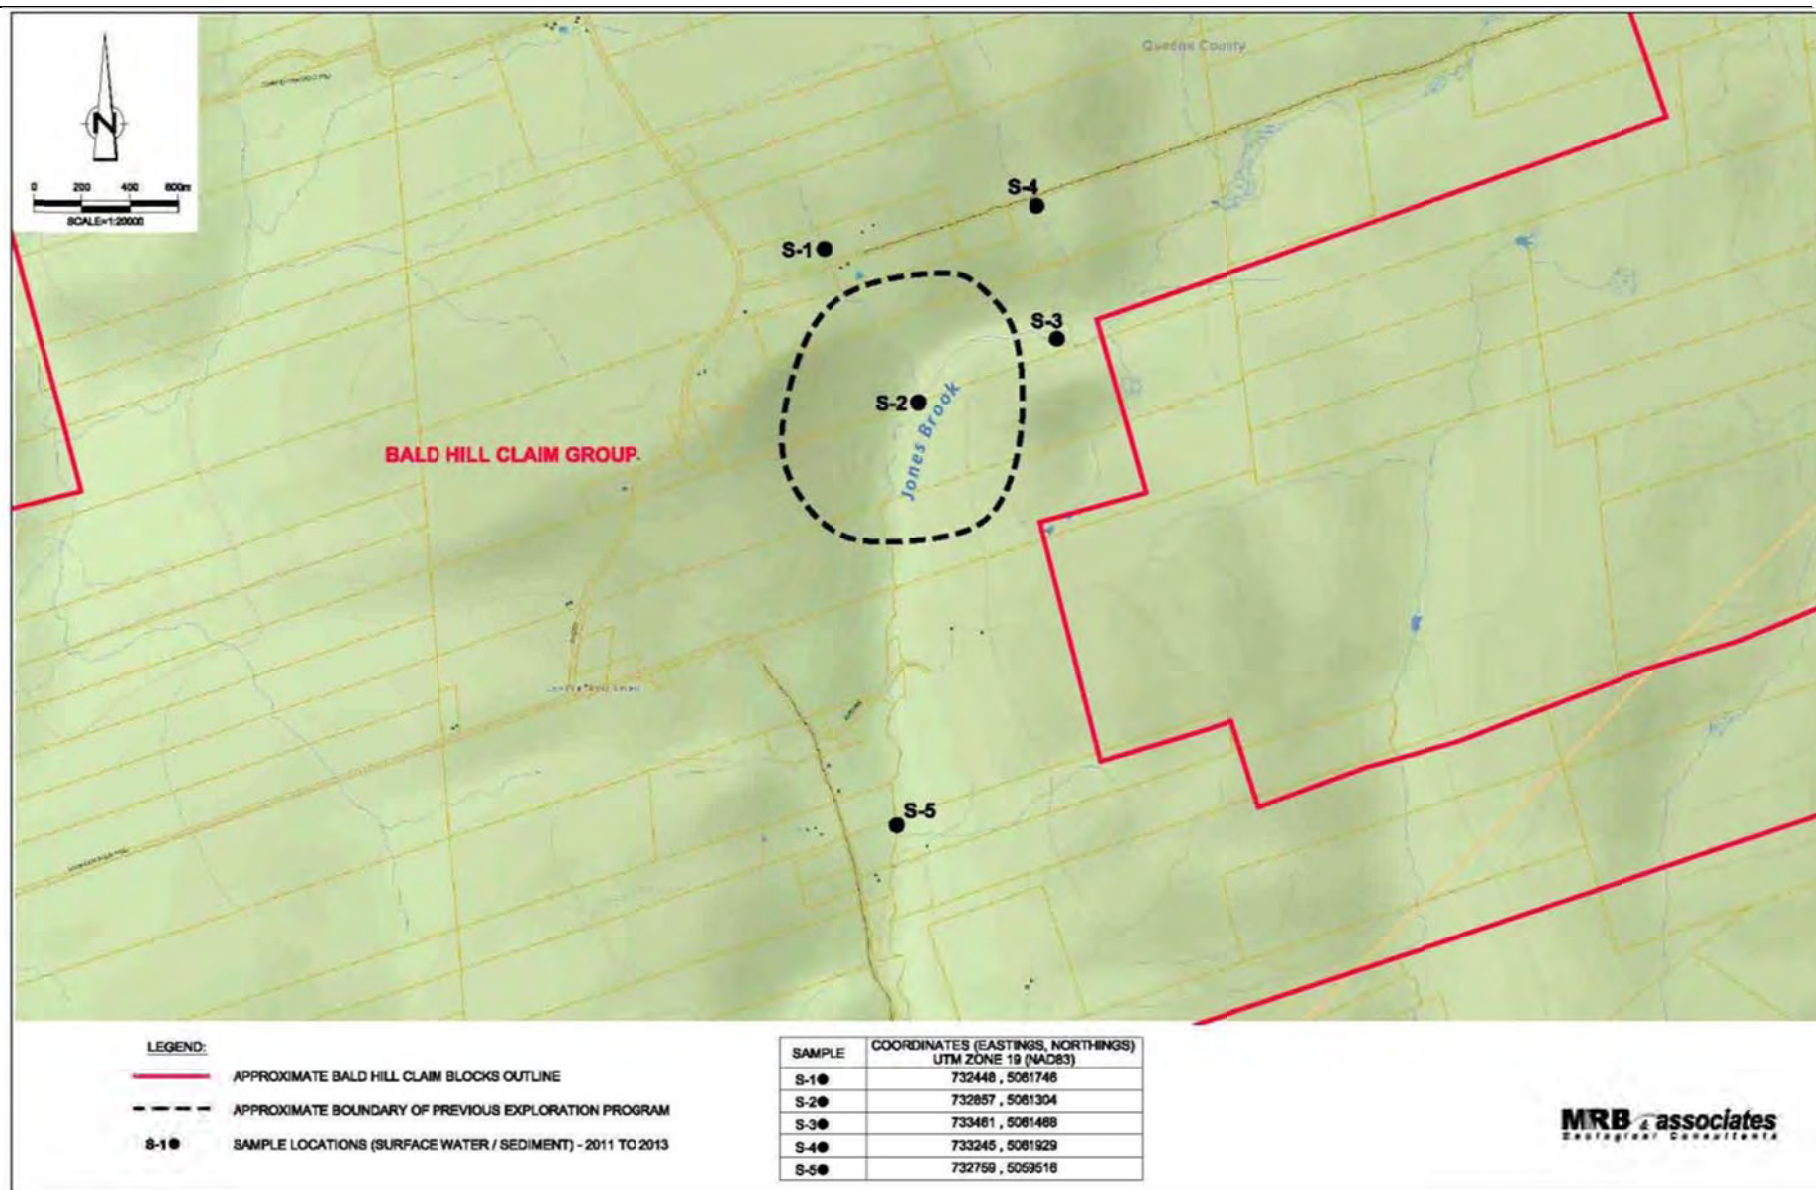 N
0 200 400 600m
SCALE=1:20000
Queens County
S-4
S-1
S-3
S-2
Jones Brook
BALD HILL CLAIM GROUP
S-5
LEGEND:
APPROXIMATE BALD HILL CLAIM BLOCKS OUTLINE
APPROXIMATE BOUNDARY OF PREVIOUS EXPLORATION PROGRAM
S-1● SAMPLE LOCATIONS (SURFACE WATER / SEDIMENT) - 2011 TO 2013
SAMPLE COORDINATES (EASTINGS, NORTHINGS)
UTM ZONE 19 (NAD83)
S-1● 732448 , 5061746
S-2● 732857 , 5061304
S-3● 733461 , 5061468
S-4● 733245 , 5061929
S-5● 732759 , 5059516
MRB & associates
Geological Consultants